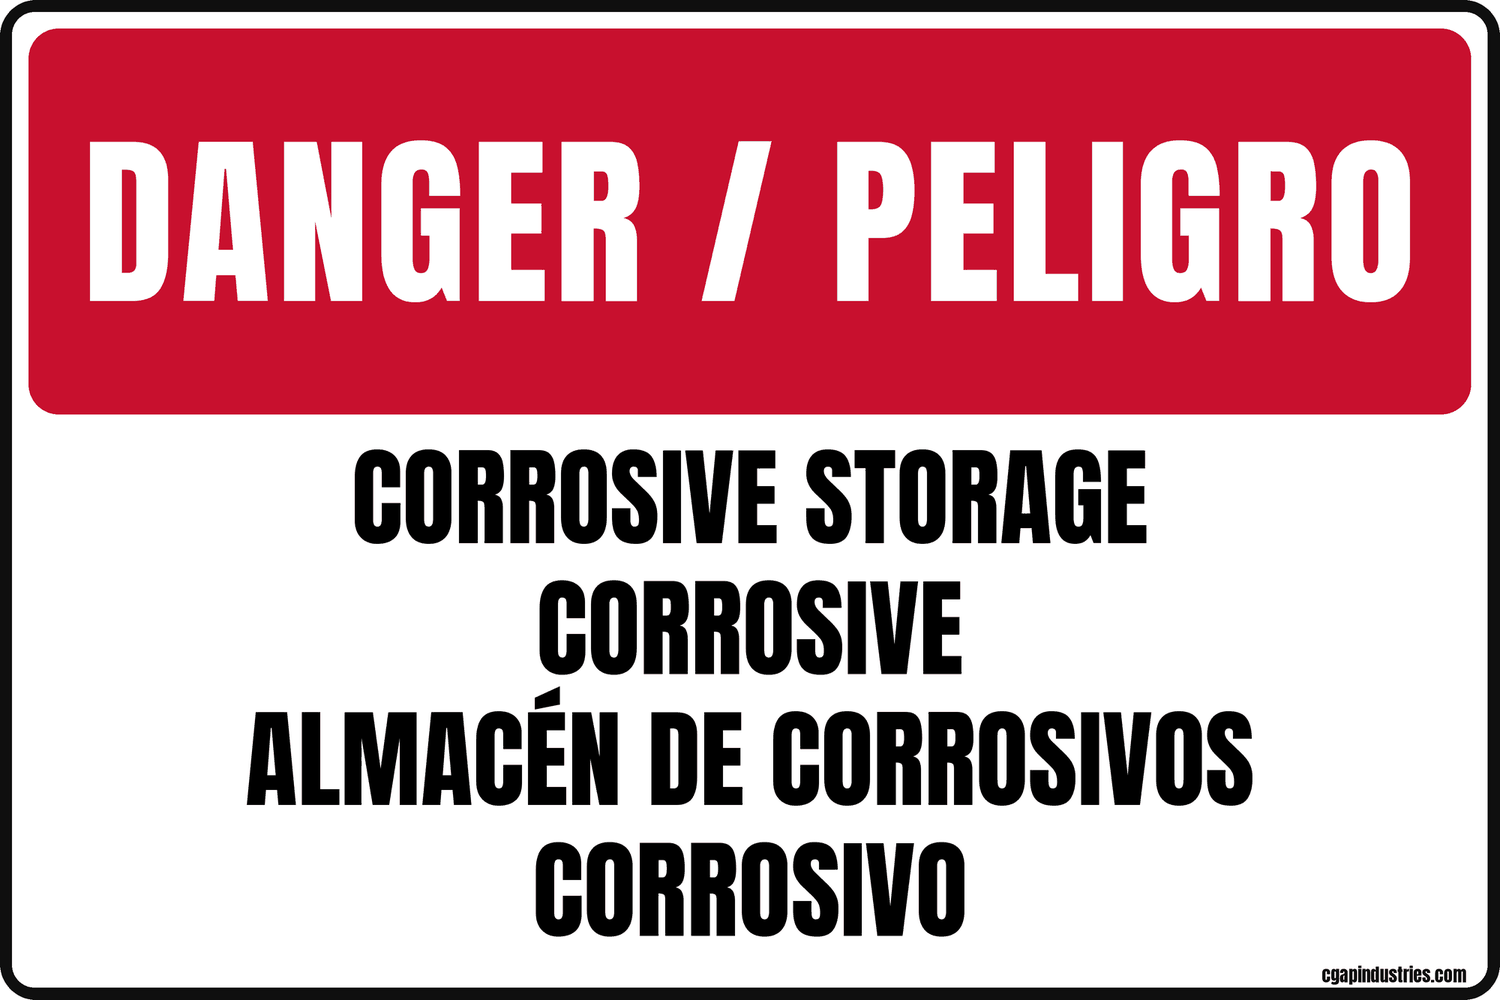 DANGER / PELIGRO
CORROSIVE STORAGE
CORROSIVE
ALMACÉN DE CORROSIVOS
CORROSIVO
cgapindustries.com